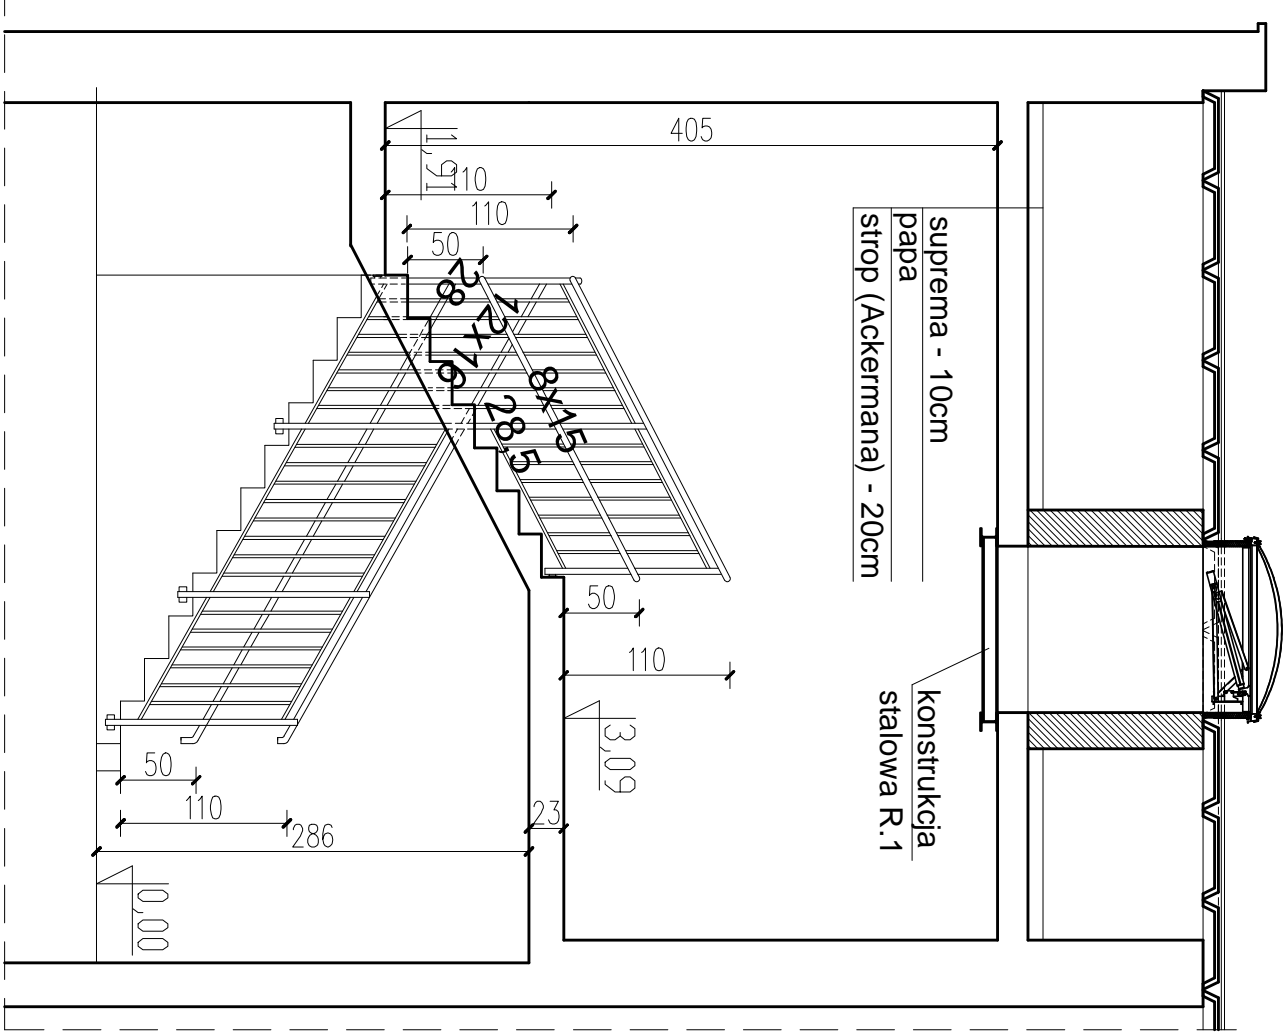 405
1,91
110
110
50
28
12x16
8x15
28,5
suprema - 10cm
papa
strop (Ackermana) - 20cm
50
110
3,09
konstrukcja
stalowa R.1
50
110
286
23
0,00